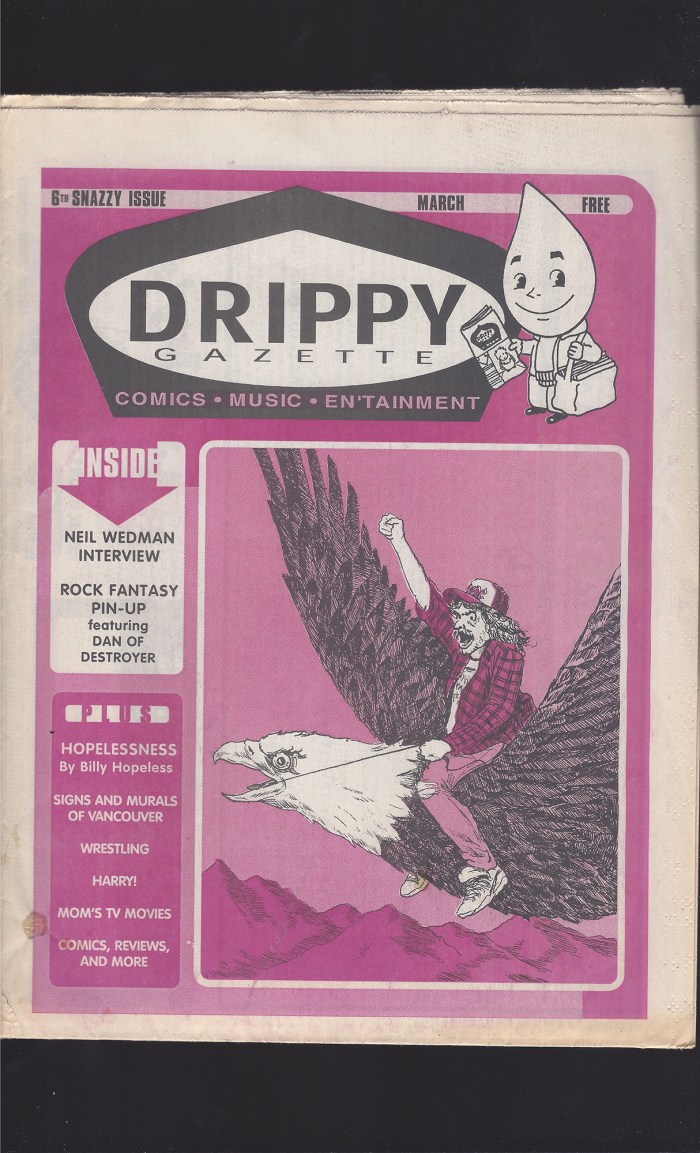 6TH SNAZZY ISSUE MARCH FREE
DRIPPY
GAZETTE
COMICS • MUSIC • EN'TAINMENT
INSIDE
NEIL WEDMAN
INTERVIEW
ROCK FANTASY
PIN-UP
featuring
DAN OF
DESTROYER
PLUS
HOPELESSNESS
By Billy Hopeless
SIGNS AND MURALS
OF VANCOUVER
WRESTLING
HARRY!
MOM'S TV MOVIES
COMICS, REVIEWS,
AND MORE